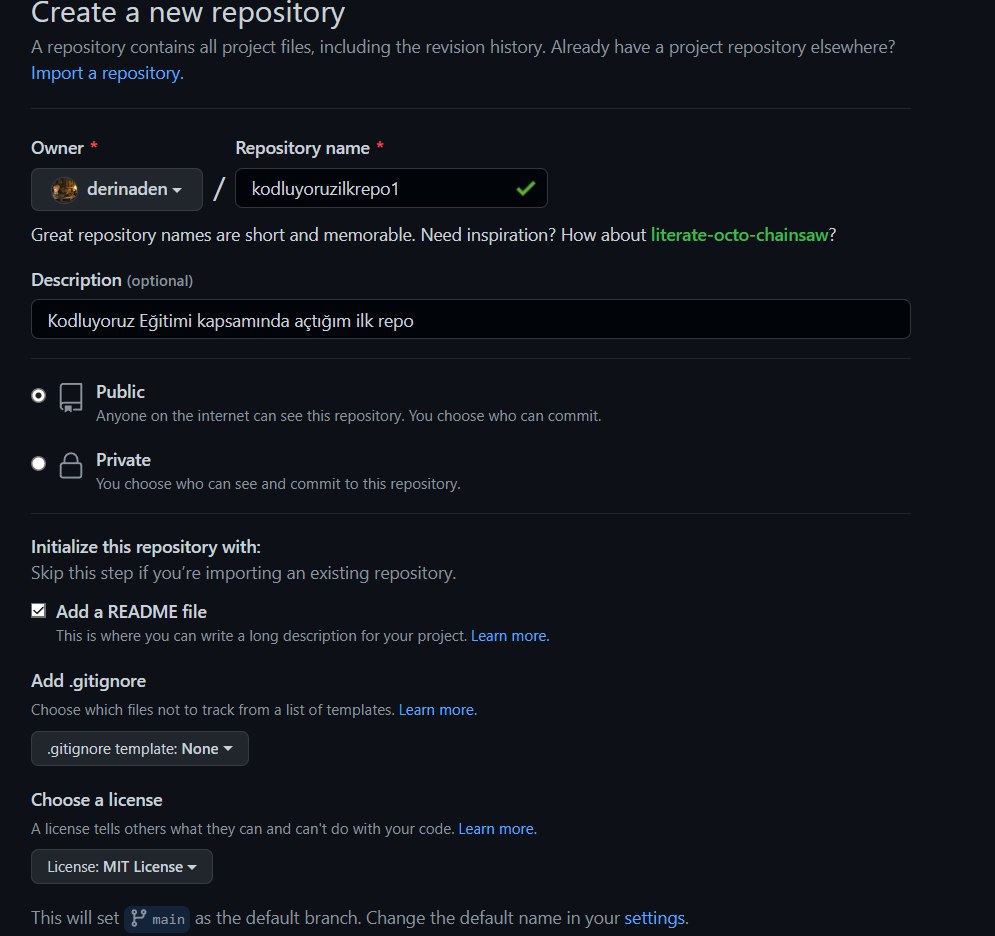 Create a new repository
A repository contains all project files, including the revision history. Already have a project repository elsewhere?
Import a repository.
Owner * Repository name *
derinaden / kodluyoruzilkrepo1
Great repository names are short and memorable. Need inspiration? How about literate-octo-chainsaw?
Description (optional)
Kodluyoruz Eğitimi kapsamında açtığım ilk repo
Public
Anyone on the internet can see this repository. You choose who can commit.
Private
You choose who can see and commit to this repository.
Initialize this repository with:
Skip this step if you’re importing an existing repository.
Add a README file
This is where you can write a long description for your project. Learn more.
Add .gitignore
Choose which files not to track from a list of templates. Learn more.
.gitignore template: None
Choose a license
A license tells others what they can and can't do with your code. Learn more.
License: MIT License
This will set main as the default branch. Change the default name in your settings.